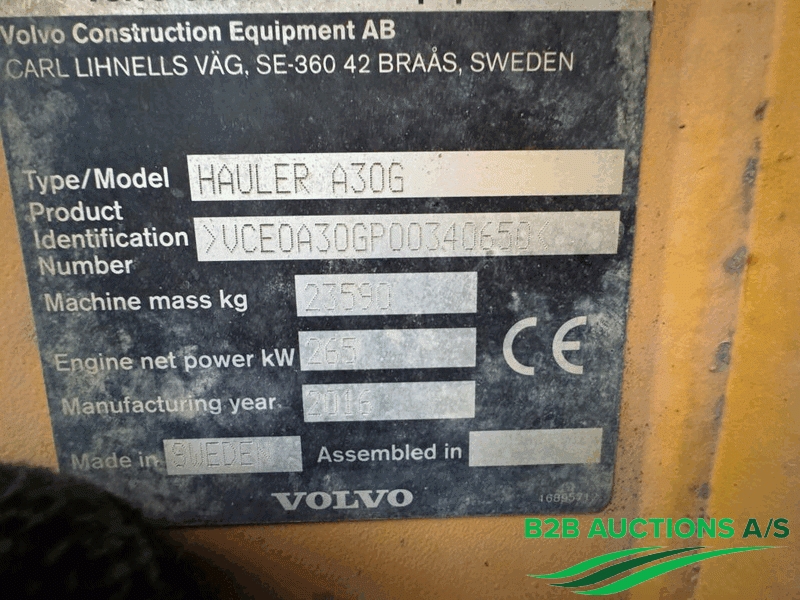 Volvo Construction Equipment AB
CARL LIHNELLS VÄG, SE-360 42 BRAÅS, SWEDEN
Type/Model HAULER A30G
Product Identification Number >VCE0A30GP00340650<
Machine mass kg 23590
Engine net power kW 265
CE
Manufacturing year 2016
Made in SWEDEN Assembled in
VOLVO
B2B AUCTIONS A/S